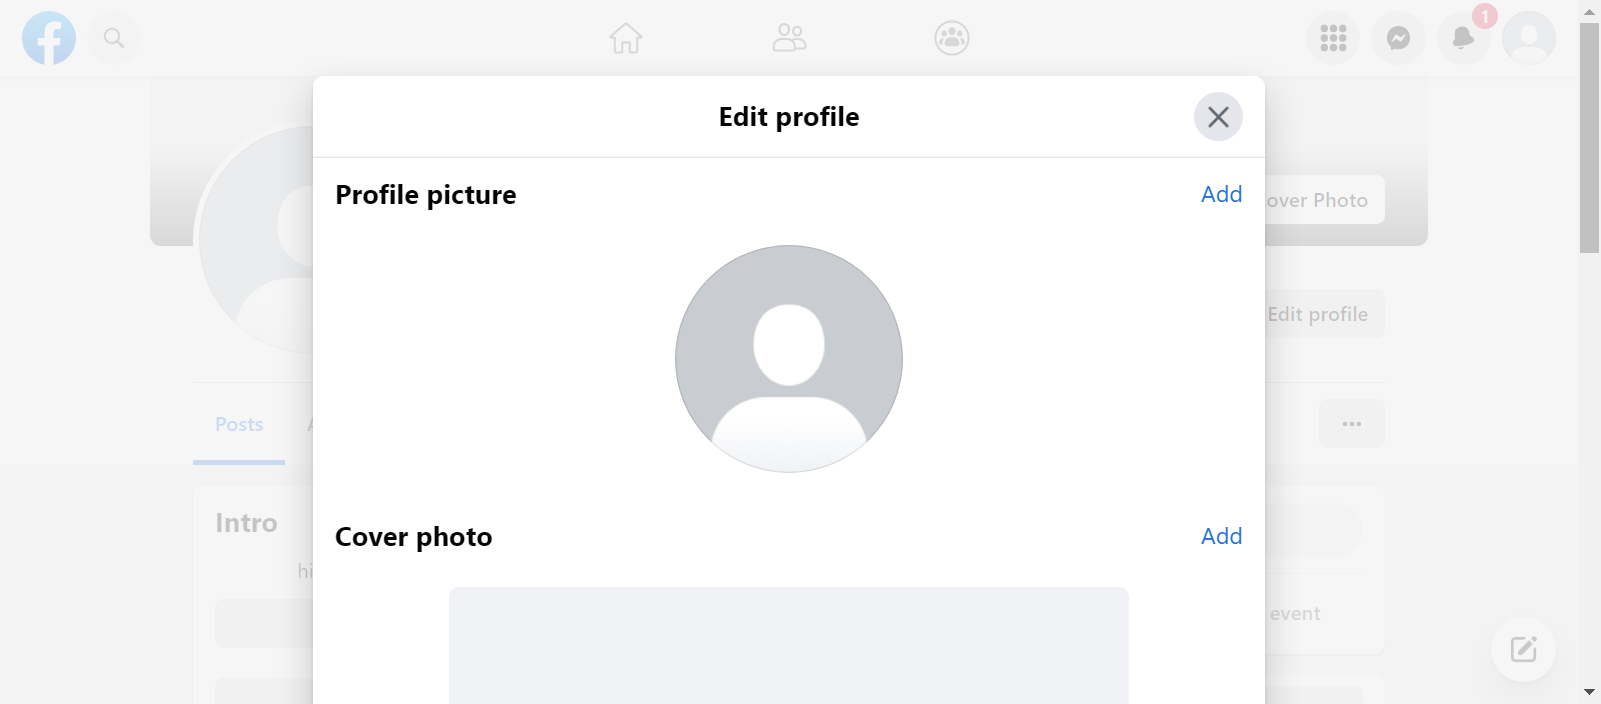 1
Edit profile
Profile picture
Add
over Photo
Edit profile
Posts
Cover photo
Add
Intro
hi
event